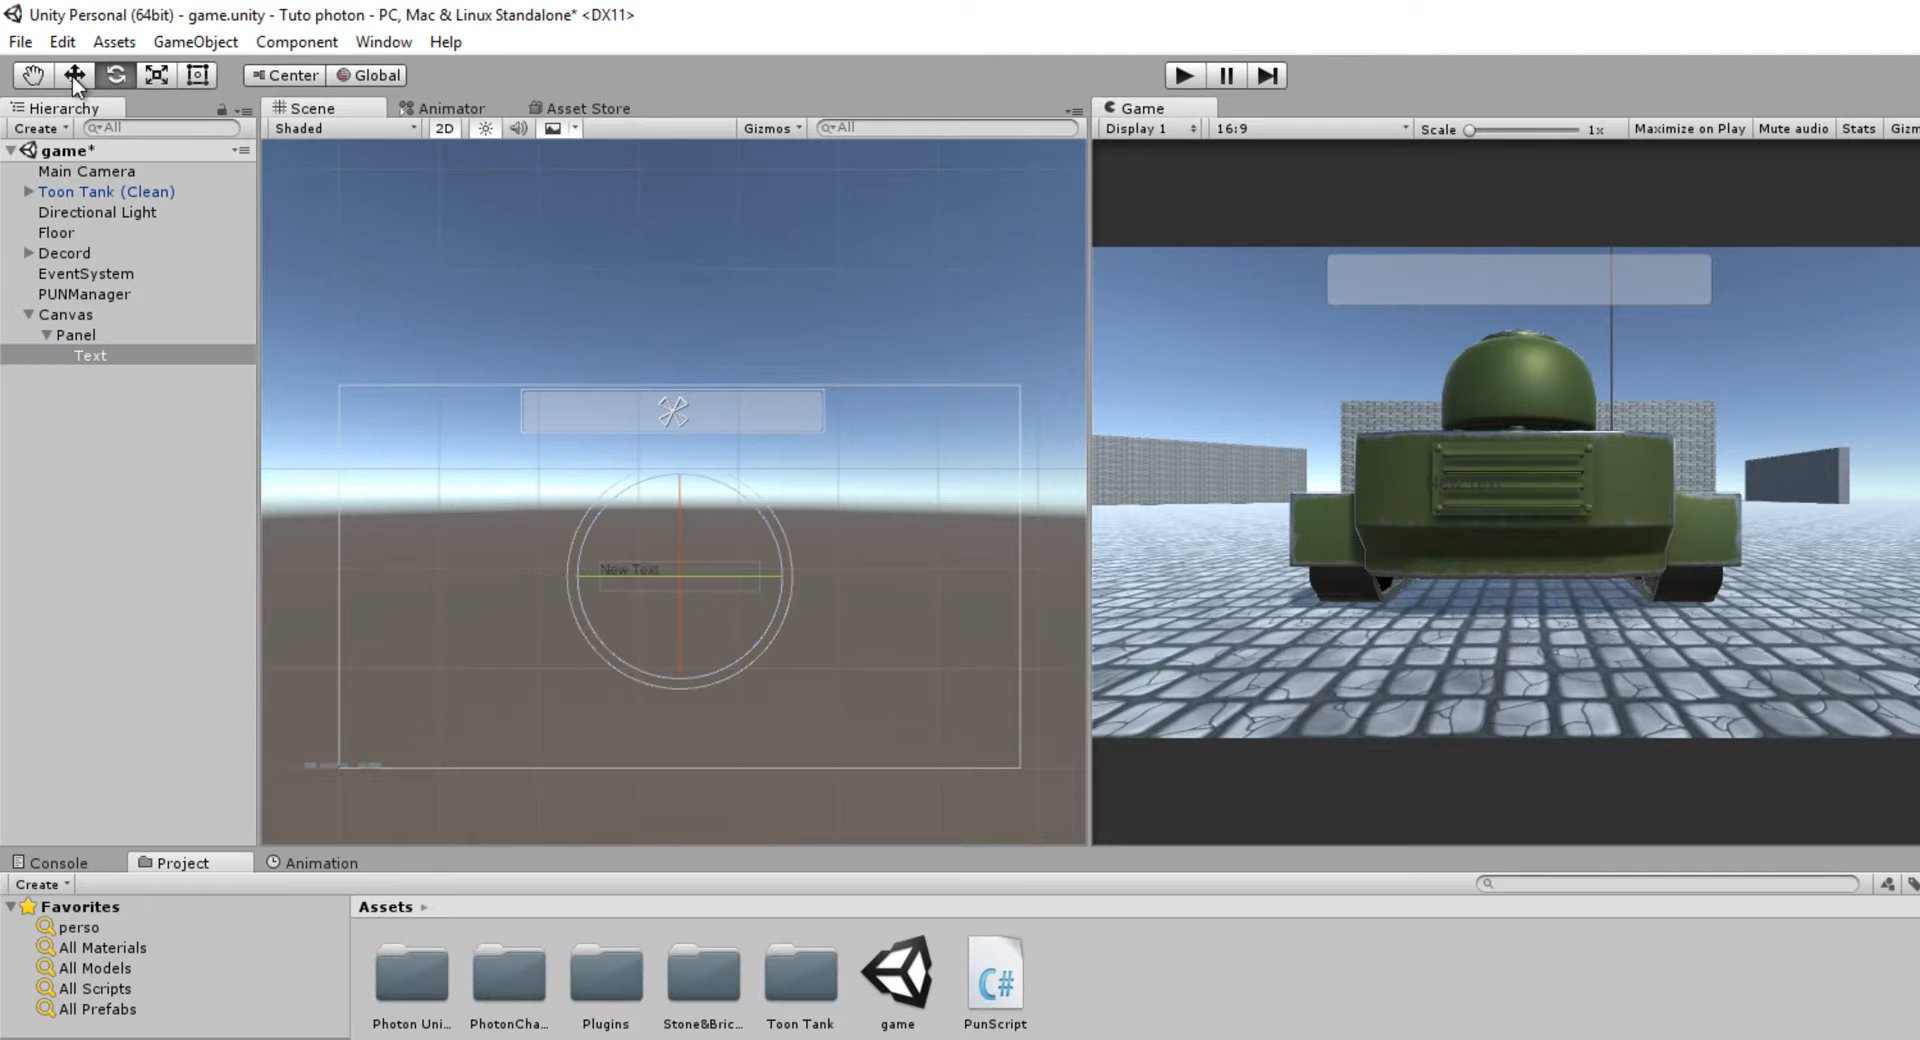 Unity Personal (64bit) - game.unity - Tuto photon - PC, Mac & Linux Standalone* <DX11>
File Edit Assets GameObject Component Window Help
Center Global
Hierarchy
Scene Animator Asset Store
Game
Create All
Shaded 2D Gizmos All
Display 1 16:9 Scale 1x Maximize on Play Mute audio Stats
game*
Main Camera
Toon Tank (Clean)
Directional Light
Floor
Decord
EventSystem
PUNManager
Canvas
Panel
Text
New Text
New Text
Console Project Animation
Create
Favorites
perso
All Materials
All Models
All Scripts
All Prefabs
Assets
C#
Photon Uni... PhotonCha... Plugins Stone&Bric... Toon Tank game PunScript